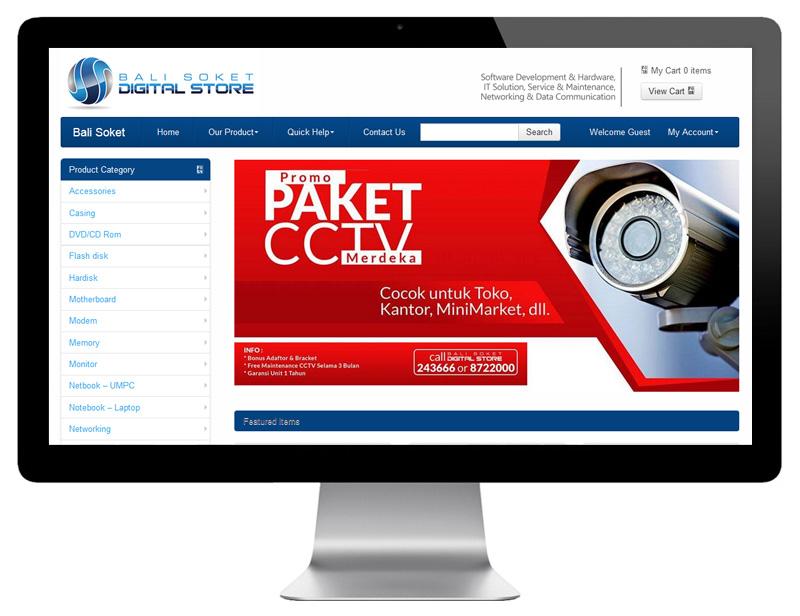 BALI SOKET
DIGITAL STORE
Software Development & Hardware,
IT Solution, Service & Maintenance,
Networking & Data Communication
My Cart 0 items
View Cart
Bali Soket
Home
Our Product
Quick Help
Contact Us
Search
Welcome Guest
My Account
Product Category
Accessories
Casing
DVD/CD Rom
Flash disk
Hardisk
Motherboard
Modem
Memory
Monitor
Netbook – UMPC
Notebook – Laptop
Networking
Promo
PAKET
CCTV
Merdeka
Cocok untuk Toko,
Kantor, MiniMarket, dll.
INFO :
* Bonus Adaftor & Bracket
* Free Maintenance CCTV Selama 3 Bulan
* Garansi Unit 1 Tahun
call BALI SOKET DIGITAL STORE
243666 or 8722000
Featured Items